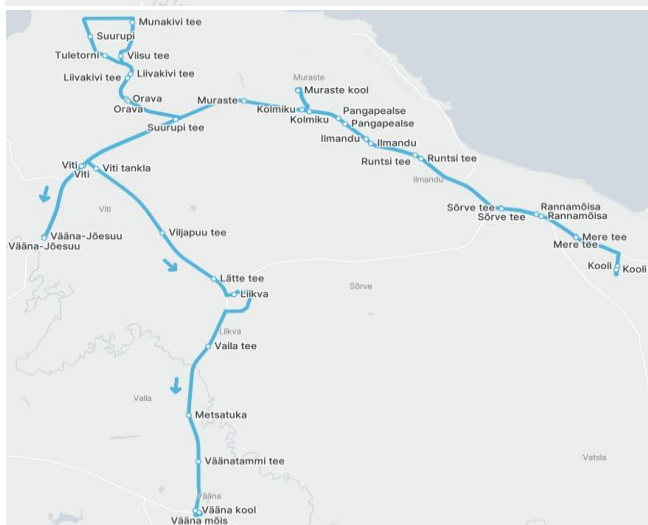 Munakivi tee
Suurupi
Tuletorni
Viisu tee
Liivakivi tee
Liivakivi tee
Orava
Orava
Suurupi tee
Muraste
Muraste
Muraste kool
Kolmiku
Kolmiku
Pangapealse
Pangapealse
Ilmandu
Ilmandu
Runtsi tee
Runtsi tee
Ilmandu
Viti
Viti
Viti tankla
Viti
Sõrve tee
Sõrve tee
Rannamõisa
Rannamõisa
Mere tee
Mere tee
Kooli
Kooli
Vääna-Jõesuu
Vääna-Jõesuu
Viljapuu tee
Lätte tee
Liikva
Sõrve
Liikva
Vaila tee
Vaila
Metsatuka
Väänatammi tee
Vatsla
Vääna
Vääna kool
Vääna mõis